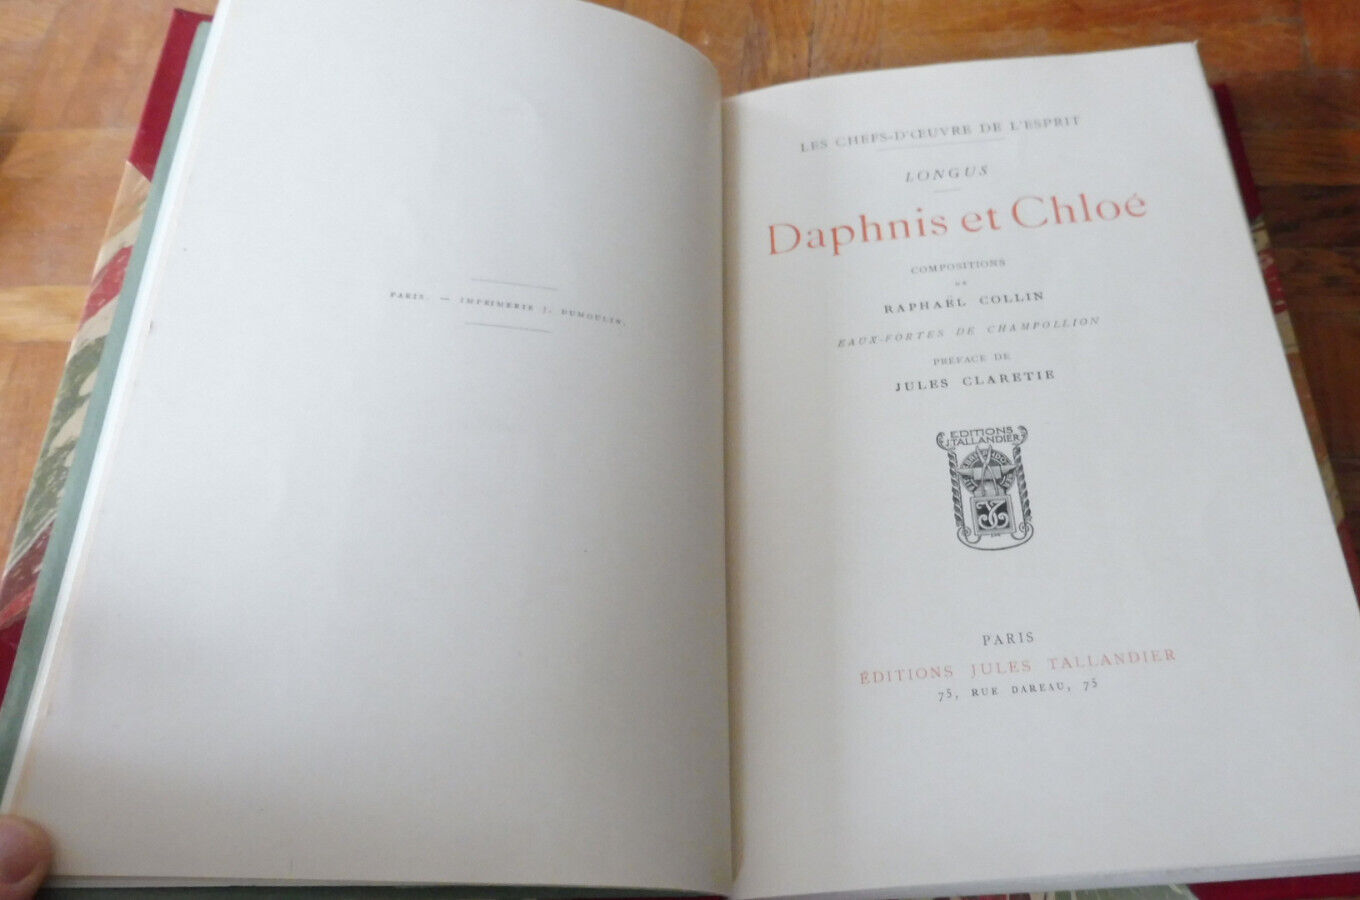 PARIS. — IMPRIMERIE J. DUMOULIN.
LES CHEFS-D'ŒUVRE DE L'ESPRIT
LONGUS
Daphnis et Chloé
COMPOSITIONS
DE
RAPHAËL COLLIN
EAUX-FORTES DE CHAMPOLLION
PRÉFACE DE
JULES CLARETIE
EDITIONS
J. TALLANDIER
PARIS
ÉDITIONS JULES TALLANDIER
75, RUE DAREAU, 75